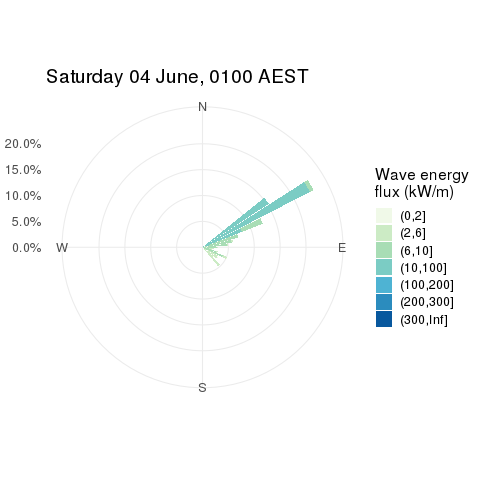 Saturday 04 June, 0100 AEST
N
20.0%
15.0%
10.0%
5.0%
0.0%
W
E
S
Wave energy
flux (kW/m)
(0,2]
(2,6]
(6,10]
(10,100]
(100,200]
(200,300]
(300,Inf]